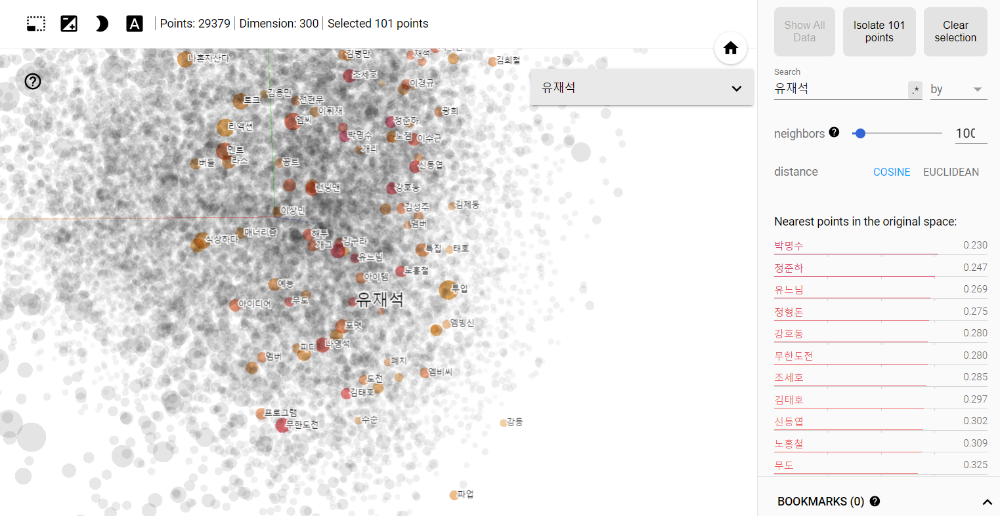 Points: 29379 | Dimension: 300 | Selected 101 points
Show All Data
Isolate 101 points
Clear selection
Search
유재석
.*
by
neighbors
100
distance
COSINE
EUCLIDEAN
Nearest points in the original space:
박명수 0.230
정준하 0.247
유느님 0.269
정형돈 0.275
강호동 0.280
무한도전 0.280
조세호 0.285
김태호 0.297
신동엽 0.302
노홍철 0.309
무도 0.325
BOOKMARKS (0)
유재석
나혼자산다
김병만
재석
김희철
조세호
이경규
김용만
토크
전현무
이휘재
광희
엠씨
정준하
리액션
박명수
노잼
이수근
개리
멘트
버들
라스
꽁트
신동엽
런닝맨
강호동
김성주
김제동
이상민
맴버
매너리즘
해투
식상하다
개그
김구라
특집
태호
유느님
노홍철
아이템
예능
투입
유재석
무도
아이디어
엠빙신
포맷
나영석
피디
멤버
폐지
엠비씨
도전
김태호
프로그램
무한도전
수순
강등
파업